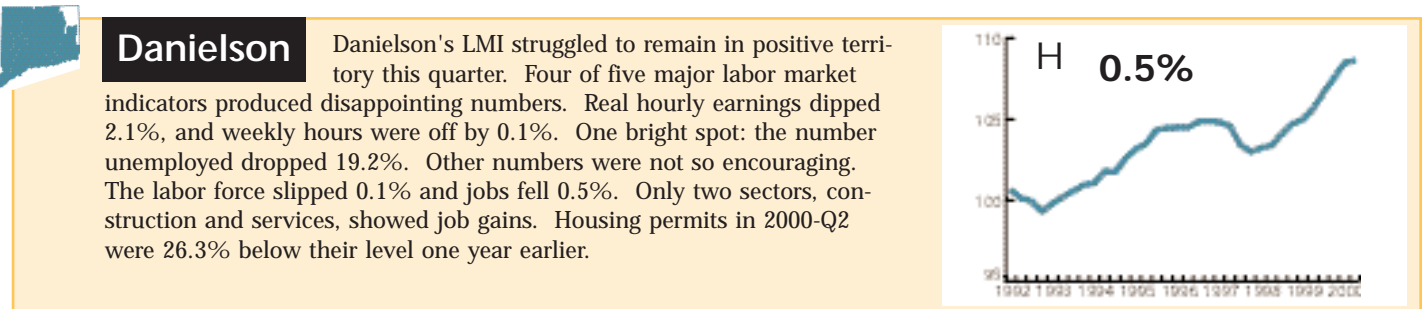 Danielson
Danielson's LMI struggled to remain in positive terri-
tory this quarter. Four of five major labor market
indicators produced disappointing numbers. Real hourly earnings dipped
2.1%, and weekly hours were off by 0.1%. One bright spot: the number
unemployed dropped 19.2%. Other numbers were not so encouraging.
The labor force slipped 0.1% and jobs fell 0.5%. Only two sectors, con-
struction and services, showed job gains. Housing permits in 2000-Q2
were 26.3% below their level one year earlier.
H 0.5%
110
105
100
95
1992 1993 1994 1995 1996 1997 1998 1999 2000